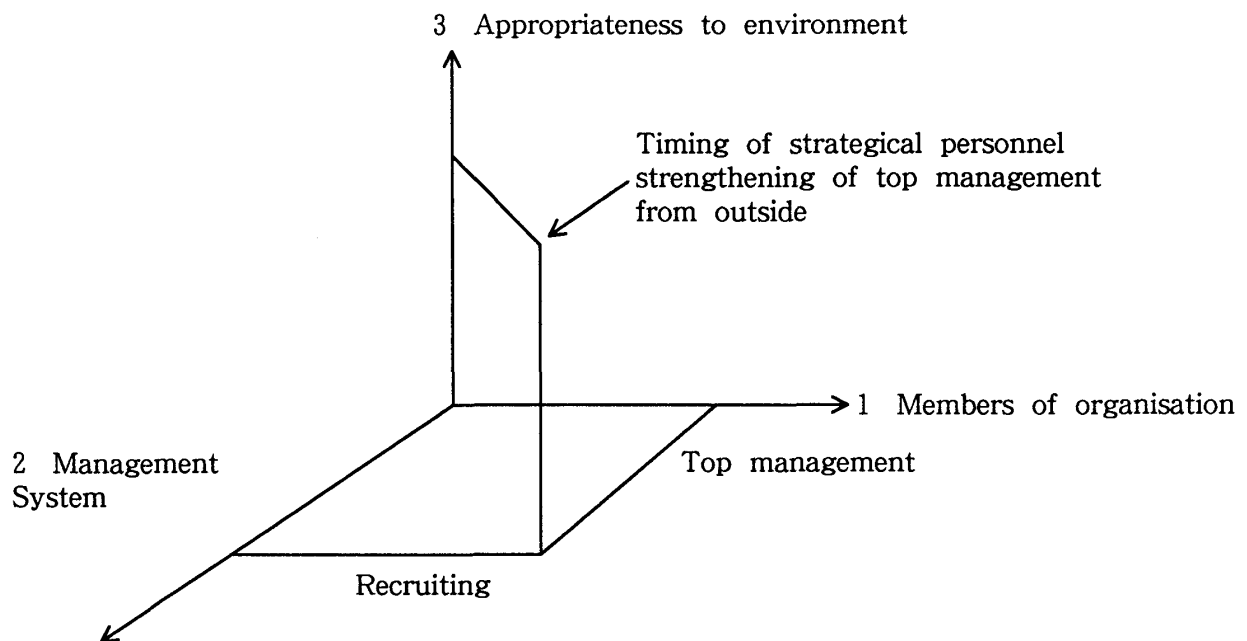 3 Appropriateness to environment
Timing of strategical personnel
strengthening of top management
from outside
1 Members of organisation
2 Management
System
Top management
Recruiting